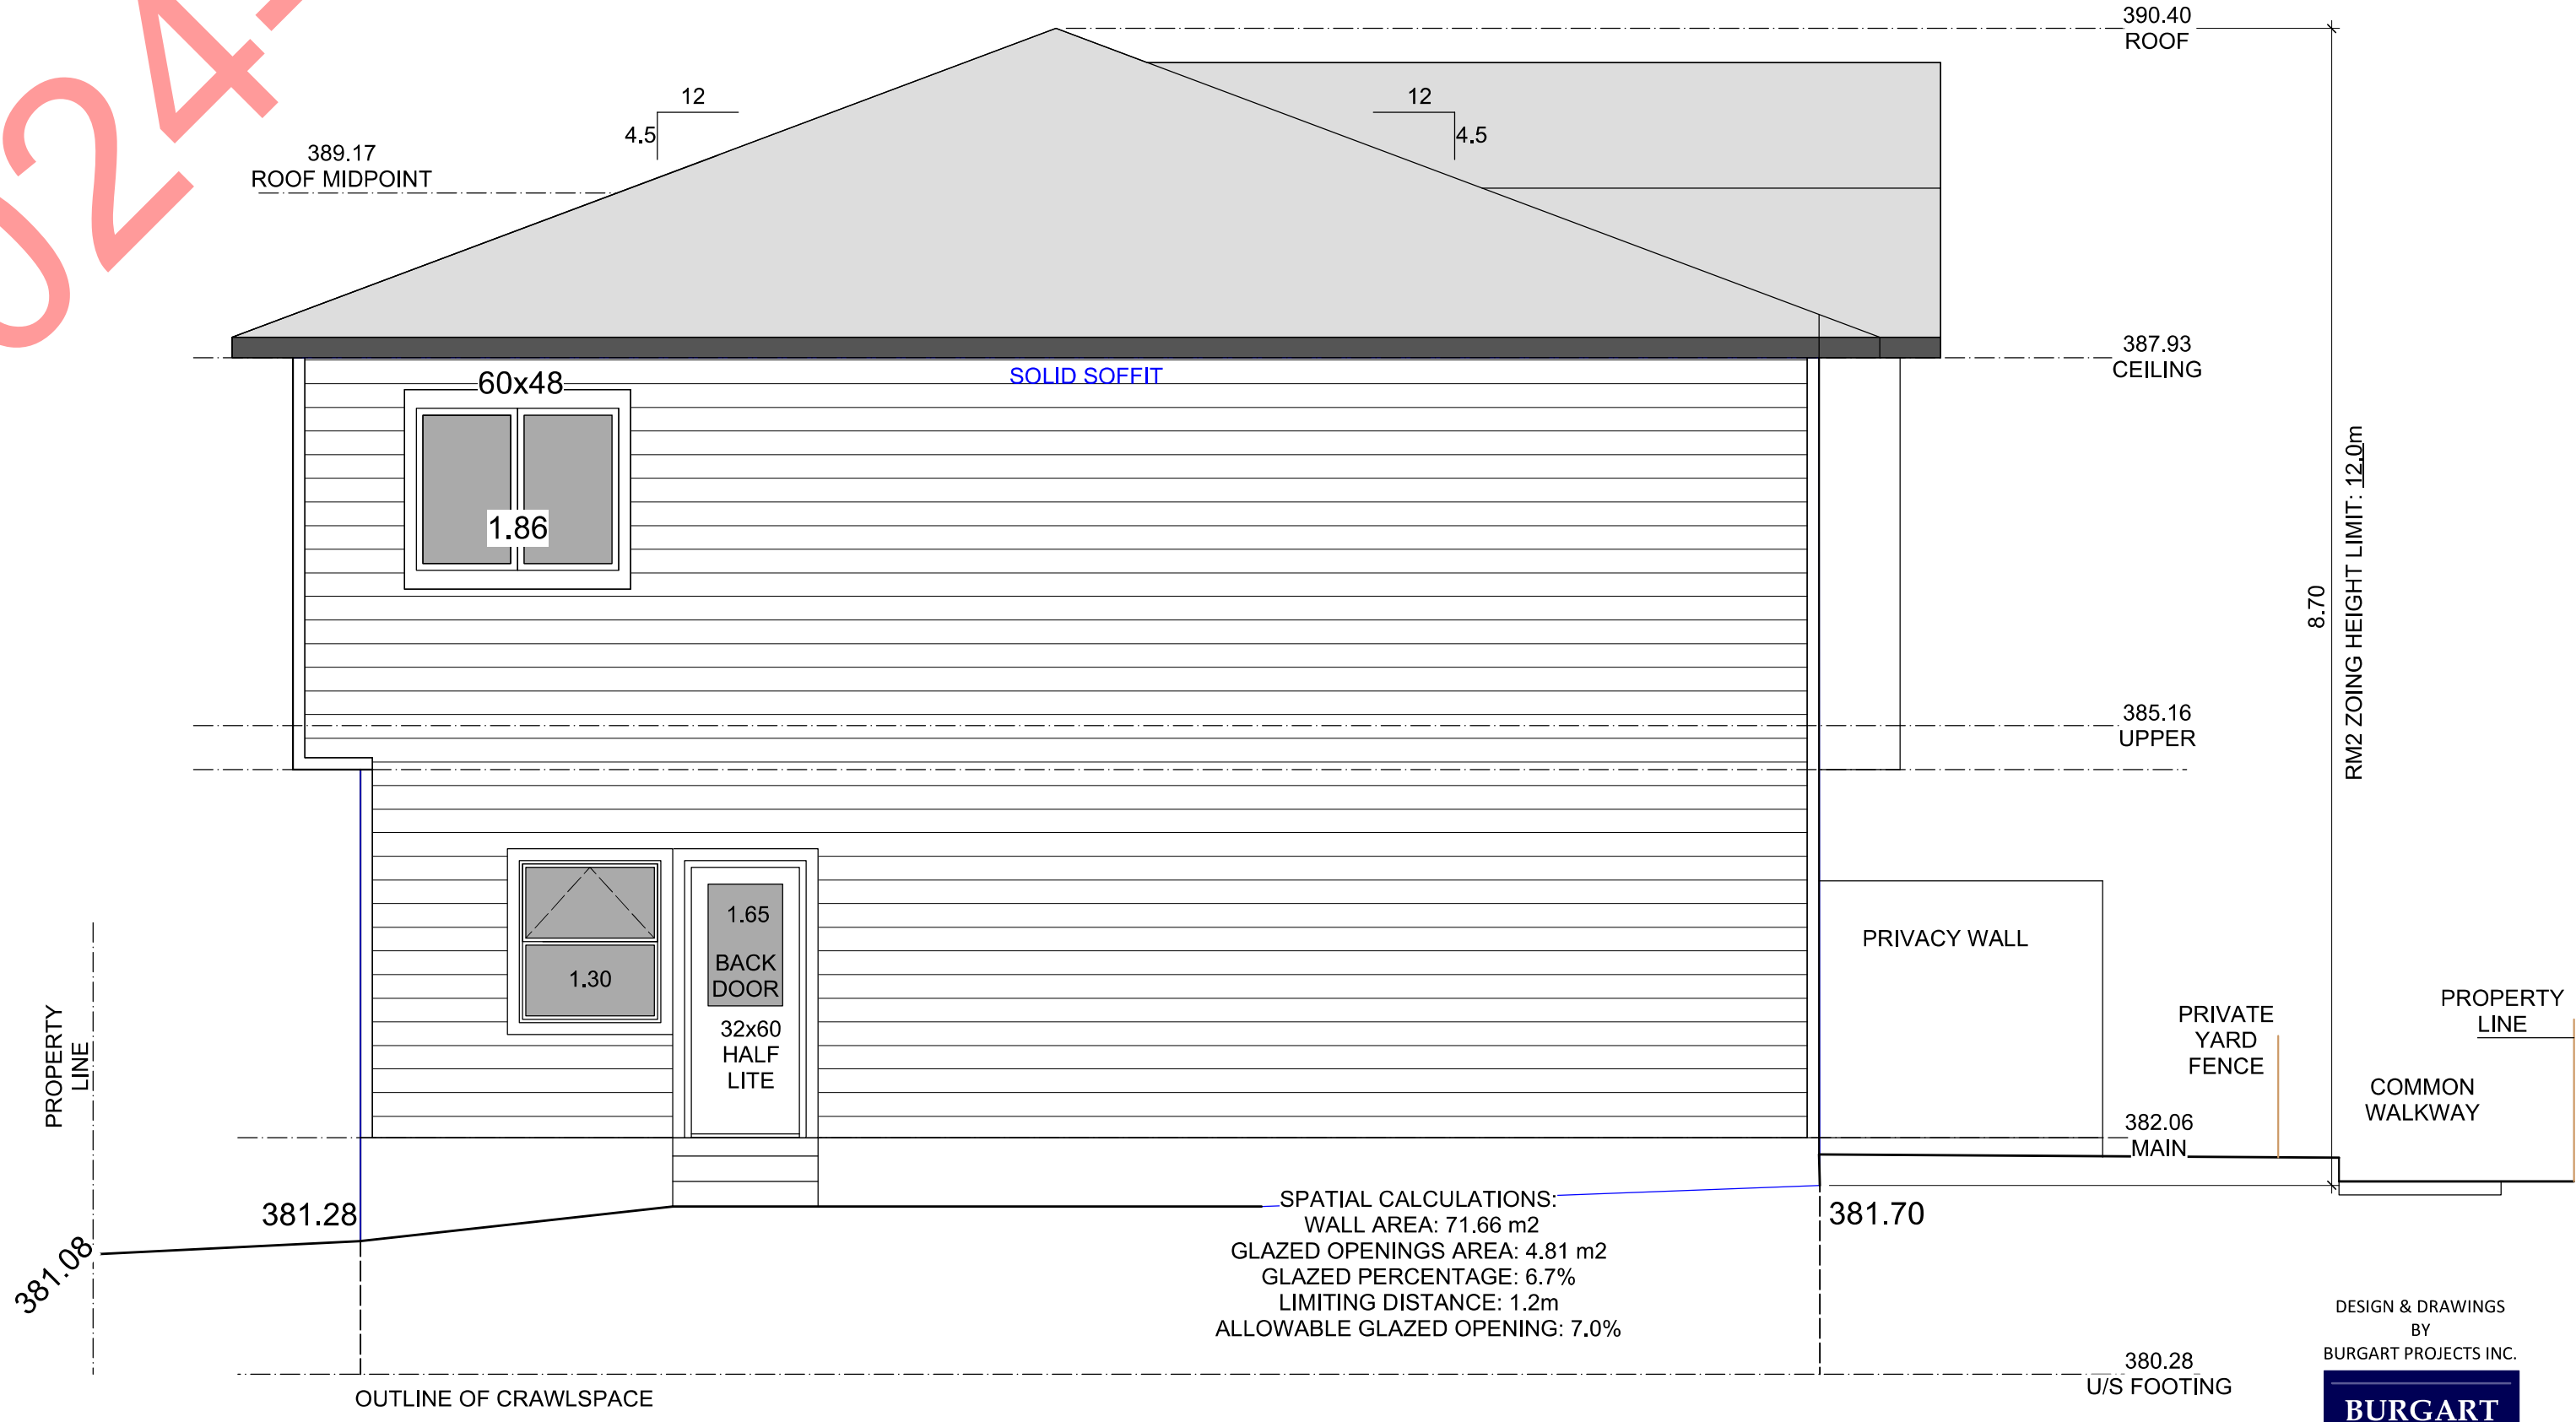 024-
390.40
ROOF
12
4.5
12
4.5
389.17
ROOF MIDPOINT
387.93
CEILING
SOLID SOFFIT
60x48
1.86
RM2 ZOING HEIGHT LIMIT: 12.0m
8.70
385.16
UPPER
1.65
BACK
DOOR
1.30
32x60
HALF
LITE
PRIVACY WALL
PROPERTY
LINE
PRIVATE
YARD
FENCE
PROPERTY
LINE
COMMON
WALKWAY
382.06
MAIN
381.28
381.08
381.70
SPATIAL CALCULATIONS:
WALL AREA: 71.66 m2
GLAZED OPENINGS AREA: 4.81 m2
GLAZED PERCENTAGE: 6.7%
LIMITING DISTANCE: 1.2m
ALLOWABLE GLAZED OPENING: 7.0%
380.28
U/S FOOTING
OUTLINE OF CRAWLSPACE
DESIGN & DRAWINGS
BY
BURGART PROJECTS INC.
BURGART